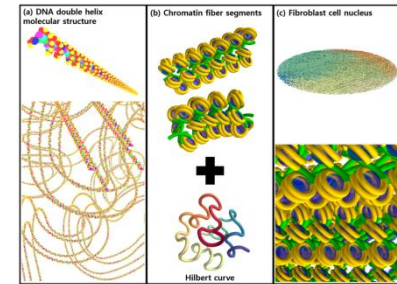 (a) DNA double helix
molecular structure
(b) Chromatin fiber segments
Hilbert curve
(c) Fibroblast cell nucleus